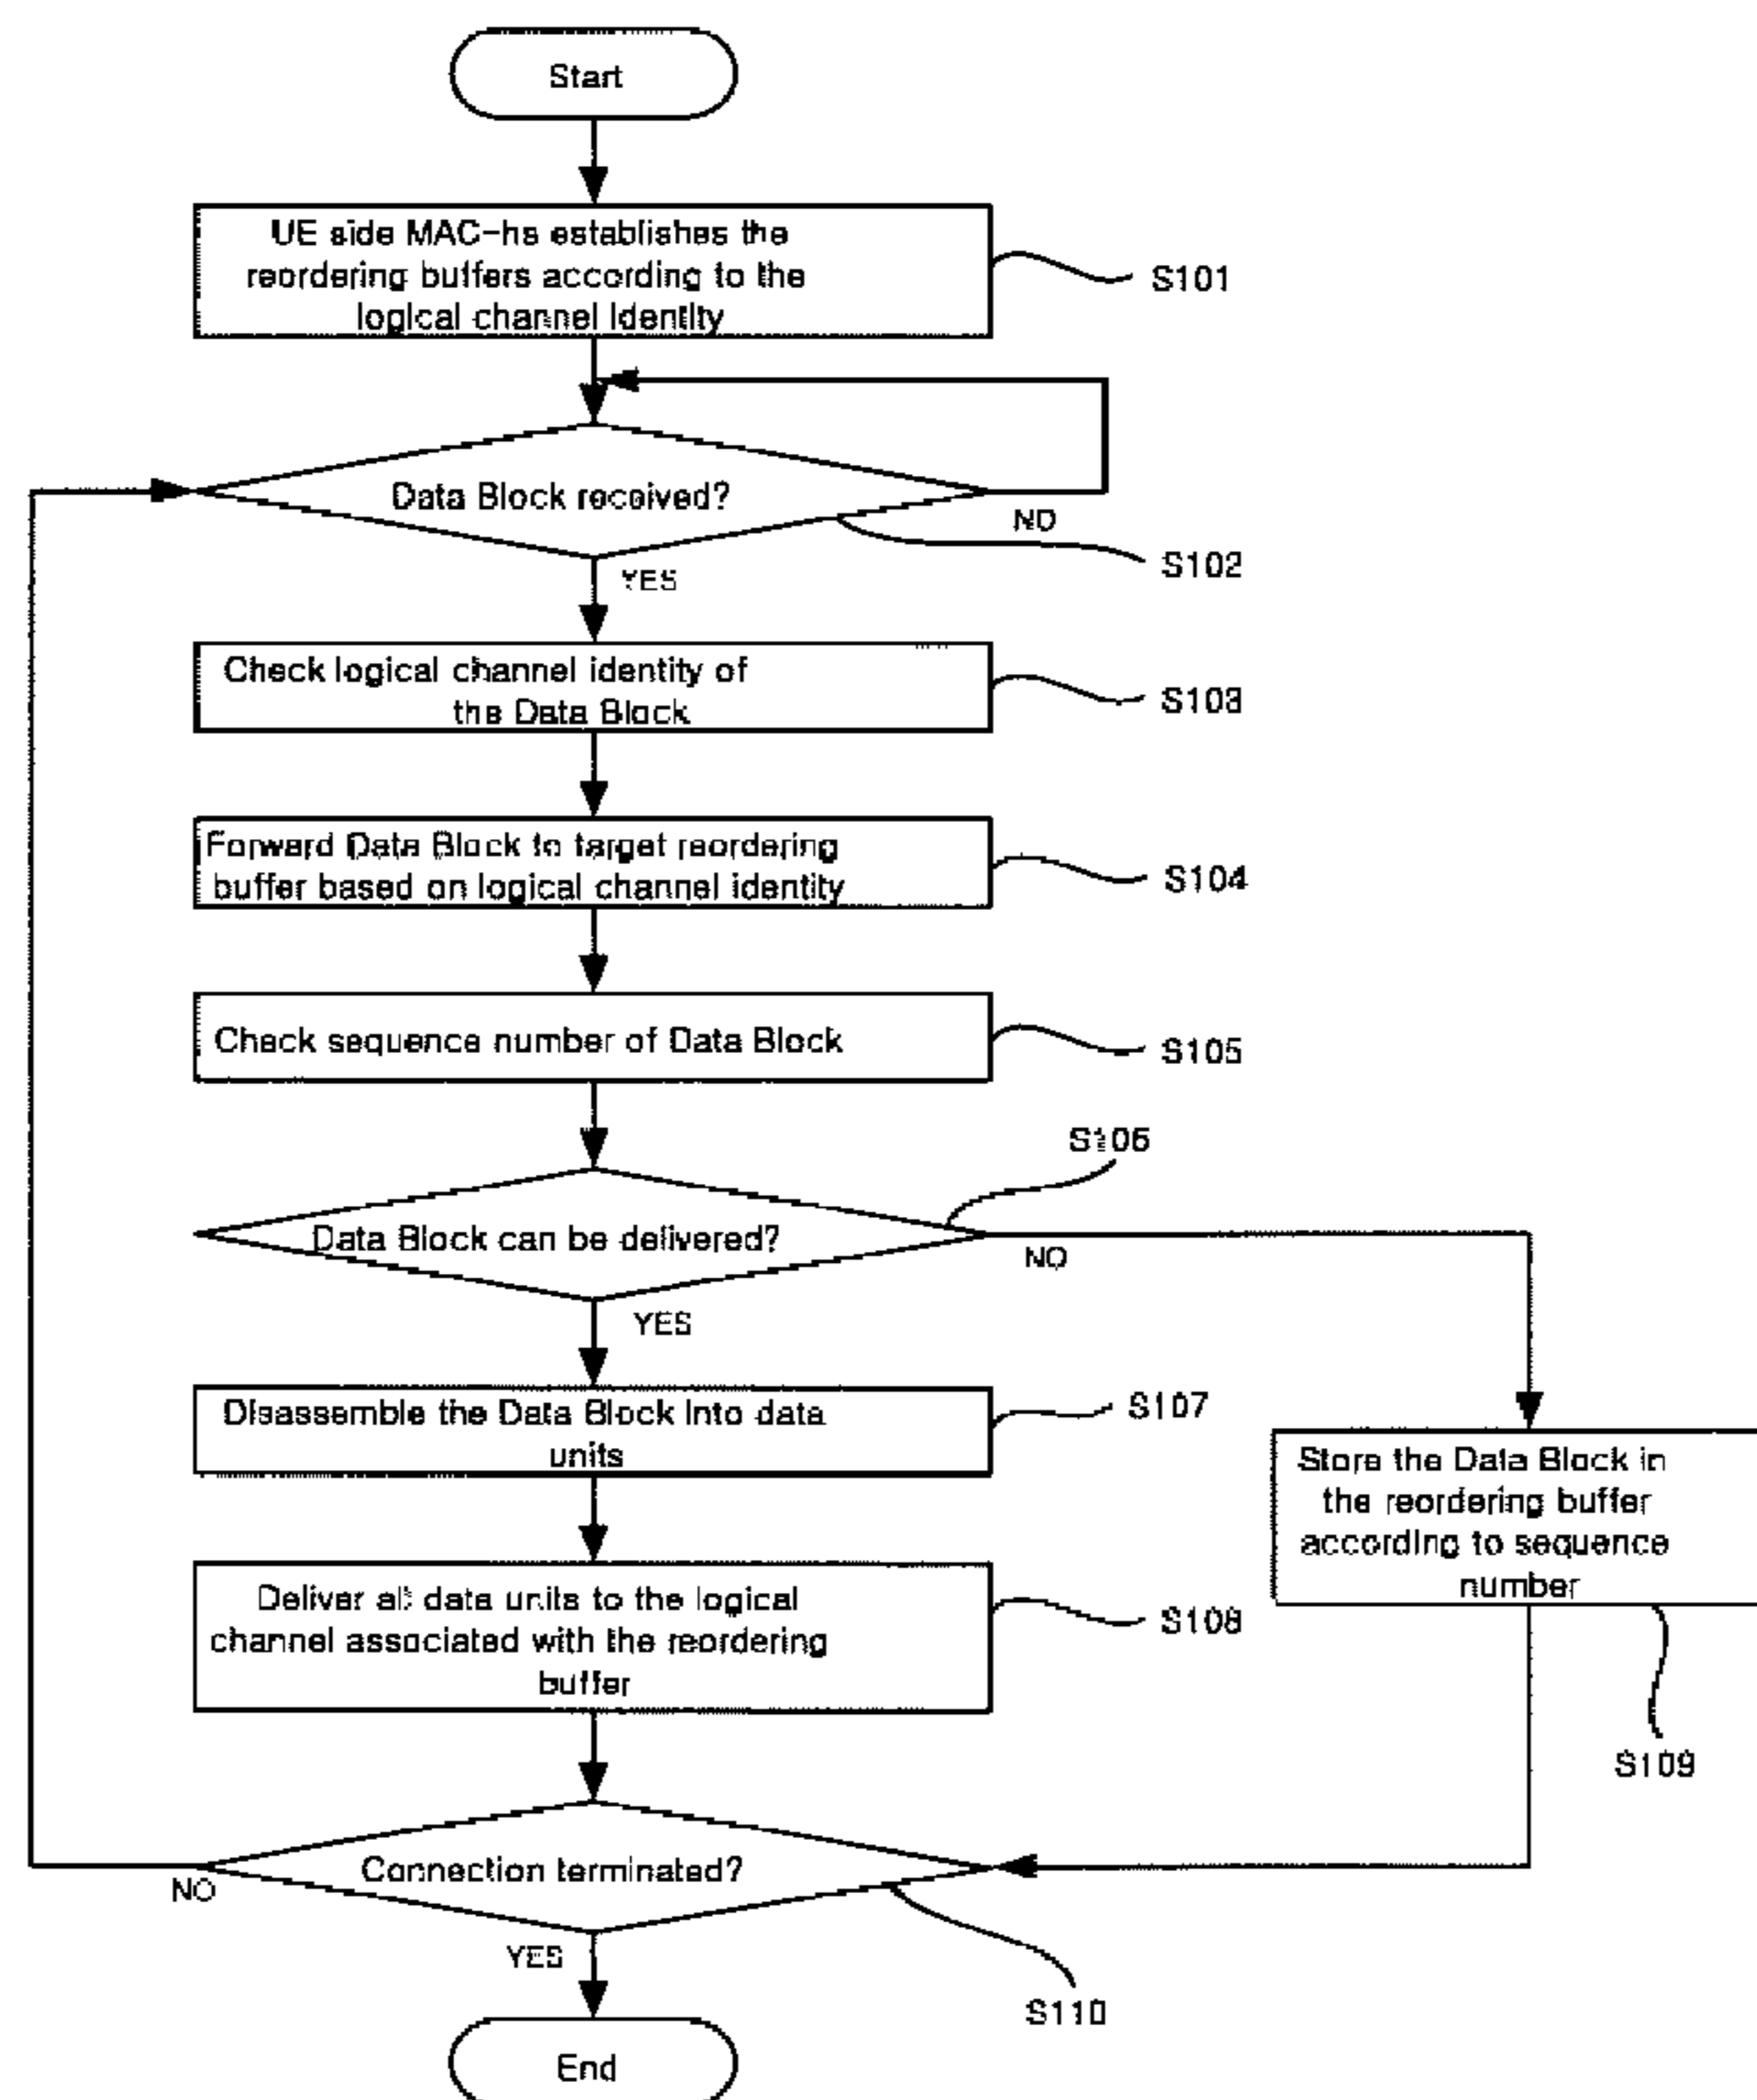 Start
UE side MAC-hs establishes the
reordering buffers according to the
logical channel identity
S101
Data Block received?
NO
S102
YES
Check logical channel identity of
the Data Block
S103
Forward Data Block to target reordering
buffer based on logical channel identity
S104
Check sequence number of Data Block
S105
S106
Data Block can be delivered?
NO
YES
Disassemble the Data Block into data
units
S107
Store the Data Block in
the reordering buffer
according to sequence
number
Deliver all data units to the logical
channel associated with the reordering
buffer
S108
S109
Connection terminated?
NO
YES
S110
End